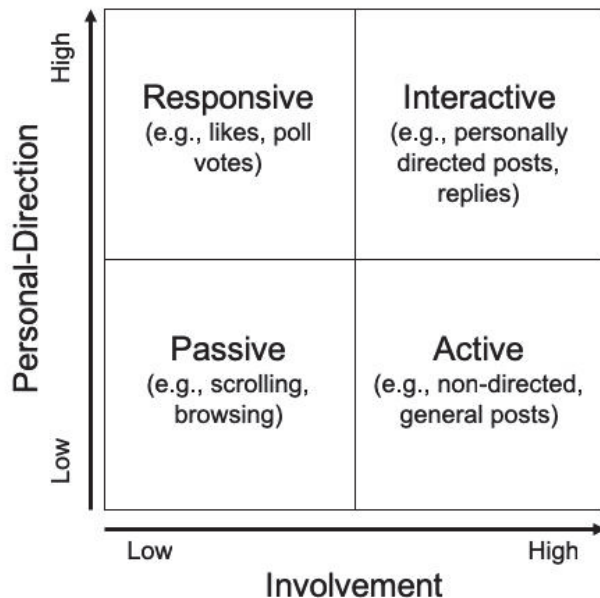 Personal-Direction
High
Low
Responsive
(e.g., likes, poll
votes)
Interactive
(e.g., personally
directed posts,
replies)
Passive
(e.g., scrolling,
browsing)
Active
(e.g., non-directed,
general posts)
Low
High
Involvement